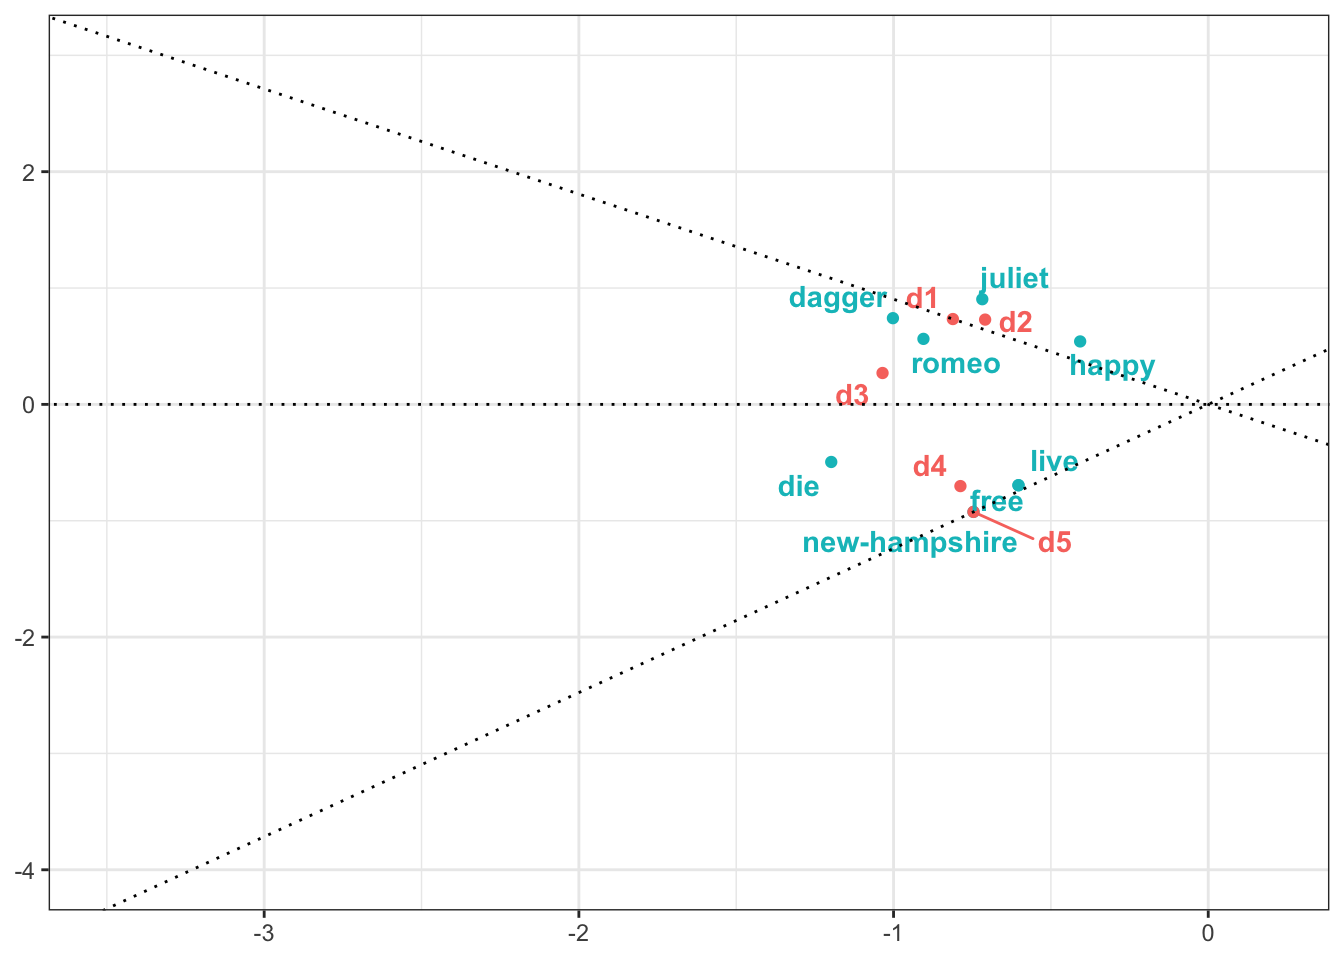 2
0
-2
-4
juliet
dagger d1
d2
romeo
happy
d3
live
d4
die
free
new-hampshire d5
-3 -2 -1 0